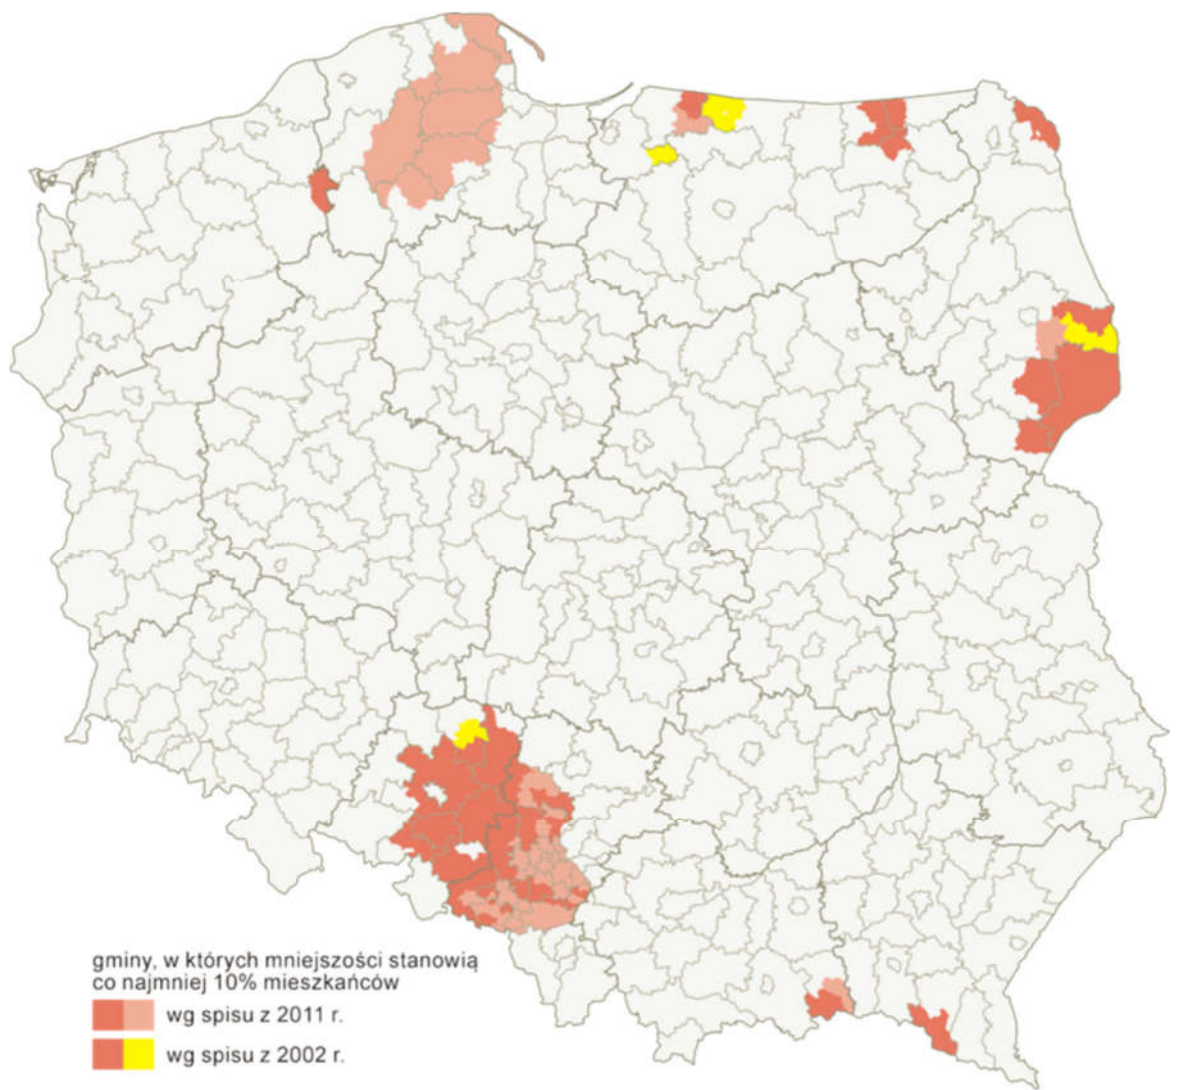 gminy, w których mniejszości stanowią
co najmniej 10% mieszkańców
wg spisu z 2011 r.
wg spisu z 2002 r.